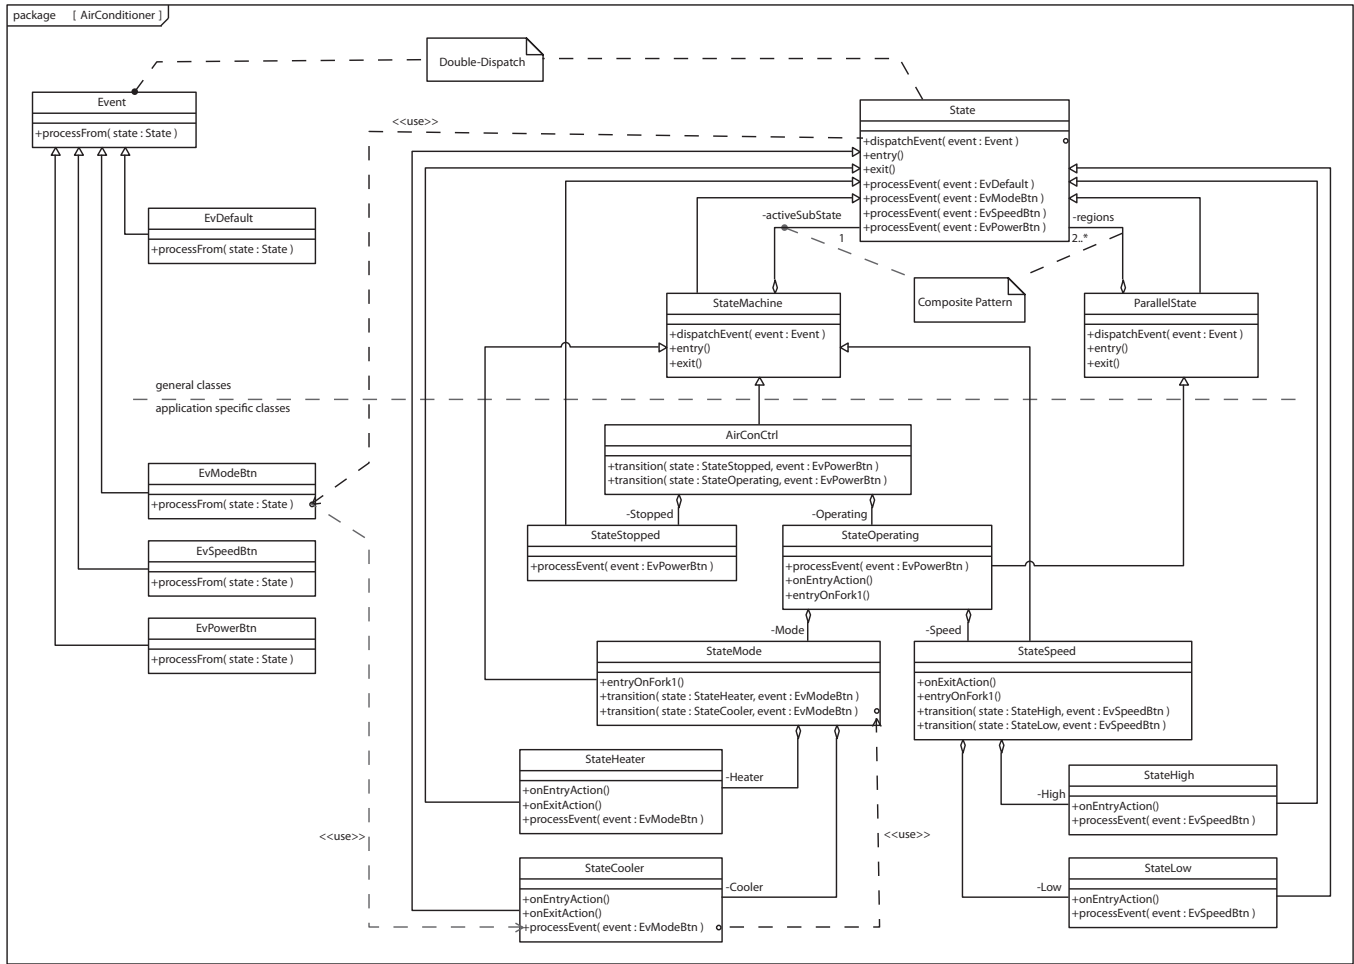 package [ AirConditioner ]
Double-Dispatch
Event
+processFrom( state : State )
<<use>>
State
+dispatchEvent( event : Event )
+entry()
+exit()
+processEvent( event : EvDefault )
+processEvent( event : EvModeBtn )
+processEvent( event : EvSpeedBtn )
+processEvent( event : EvPowerBtn )
EvDefault
+processFrom( state : State )
-activeSubState
1
-regions
2..*
Composite Pattern
StateMachine
+dispatchEvent( event : Event )
+entry()
+exit()
ParallelState
+dispatchEvent( event : Event )
+entry()
+exit()
general classes
application specific classes
AirConCtrl
+transition( state : StateStopped, event : EvPowerBtn )
+transition( state : StateOperating, event : EvPowerBtn )
EvModeBtn
+processFrom( state : State )
-Stopped
-Operating
StateStopped
+processEvent( event : EvPowerBtn )
StateOperating
+processEvent( event : EvPowerBtn )
+onEntryAction()
+entryOnFork1()
EvSpeedBtn
+processFrom( state : State )
EvPowerBtn
+processFrom( state : State )
-Mode
-Speed
StateMode
+entryOnFork1()
+transition( state : StateHeater, event : EvModeBtn )
+transition( state : StateCooler, event : EvModeBtn )
StateSpeed
+onExitAction()
+entryOnFork1()
+transition( state : StateHigh, event : EvSpeedBtn )
+transition( state : StateLow, event : EvSpeedBtn )
StateHeater
+onEntryAction()
+onExitAction()
+processEvent( event : EvModeBtn )
-Heater
StateHigh
+onEntryAction()
+processEvent( event : EvSpeedBtn )
-High
<<use>>
<<use>>
StateCooler
+onEntryAction()
+onExitAction()
+processEvent( event : EvModeBtn )
-Cooler
StateLow
+onEntryAction()
+processEvent( event : EvSpeedBtn )
-Low